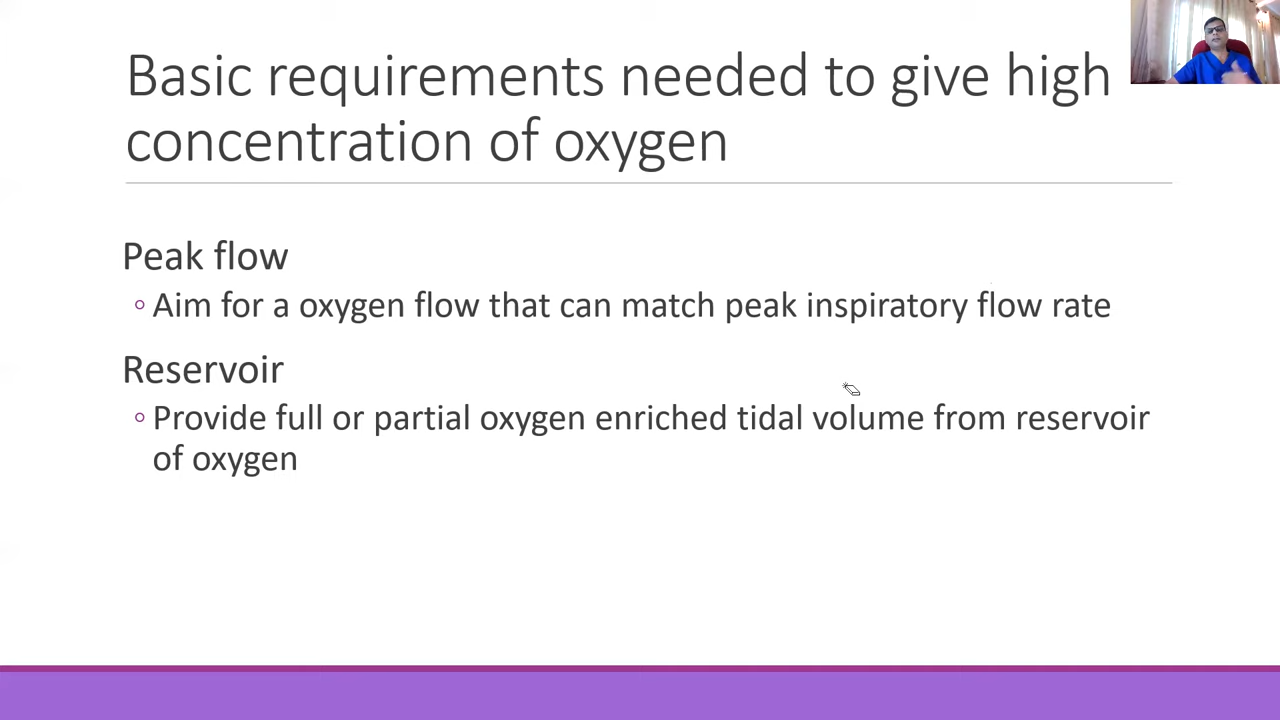 Basic requirements needed to give high
concentration of oxygen
Peak flow
◦ Aim for a oxygen flow that can match peak inspiratory flow rate
Reservoir
◦ Provide full or partial oxygen enriched tidal volume from reservoir
of oxygen